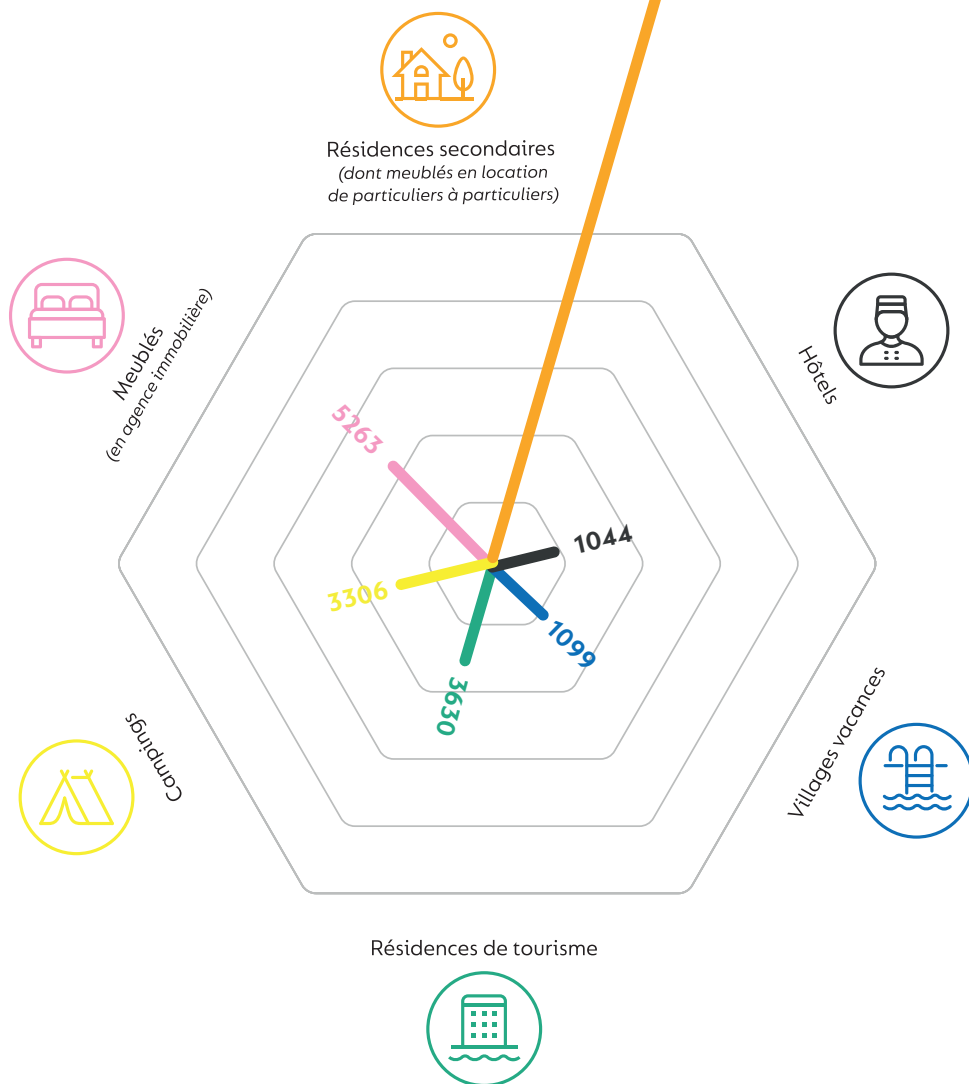 Résidences secondaires
(dont meublés en location
de particuliers à particuliers)
Meublés
(en agence immobilière)
Hôtels
5263
1044
3306
1099
3630
Campings
Villages vacances
Résidences de tourisme